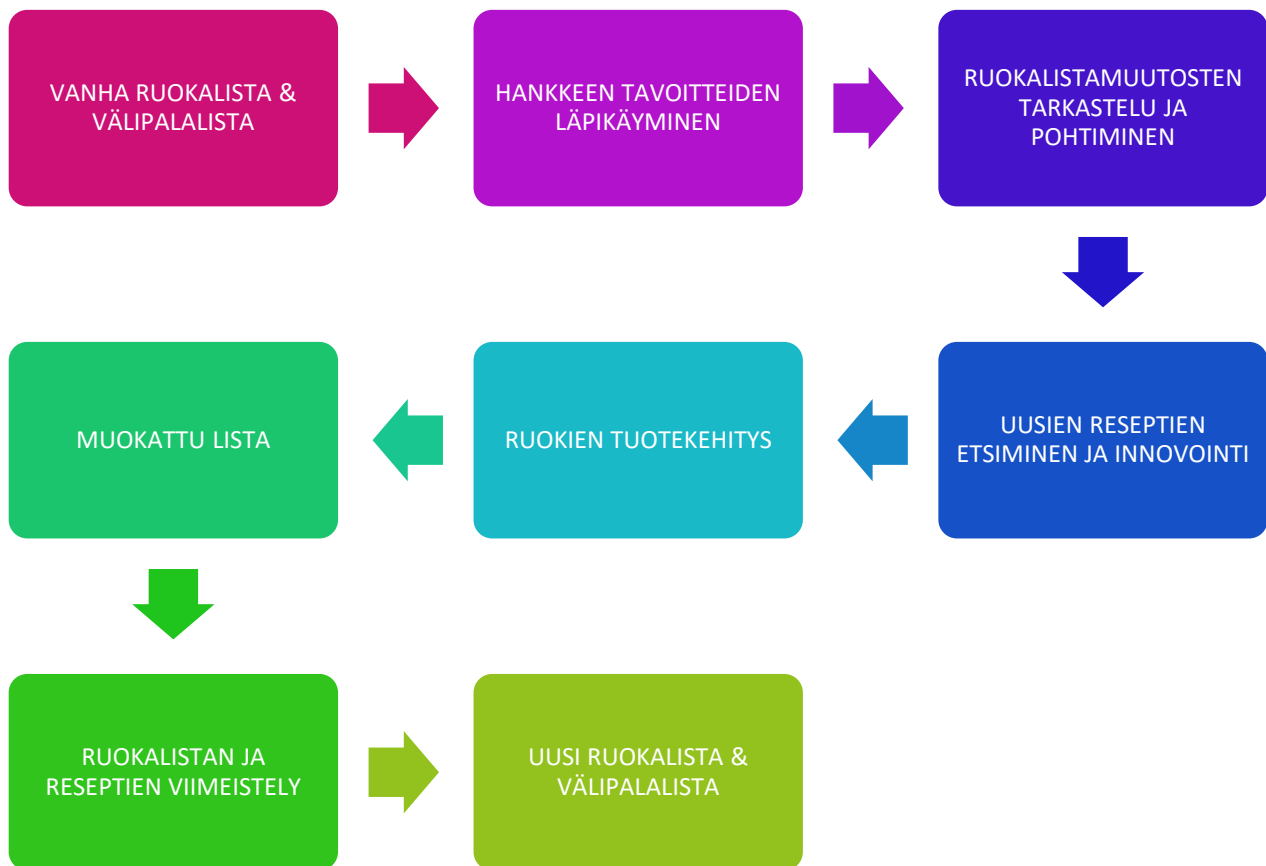 VANHA RUOKALISTA &
VÄLIPALALISTA
HANKKEEN TAVOITTEIDEN
LÄPIKÄYMINEN
RUOKALISTAMUUTOSTEN
TARKASTELU JA
POHTIMINEN
UUSIEN RESEPTIEN
ETSIMINEN JA INNOVOINTI
RUOKIEN TUOTEKEHITYS
MUOKATTU LISTA
RUOKALISTAN JA
RESEPTIEN VIIMEISTELY
UUSI RUOKALISTA &
VÄLIPALALISTA